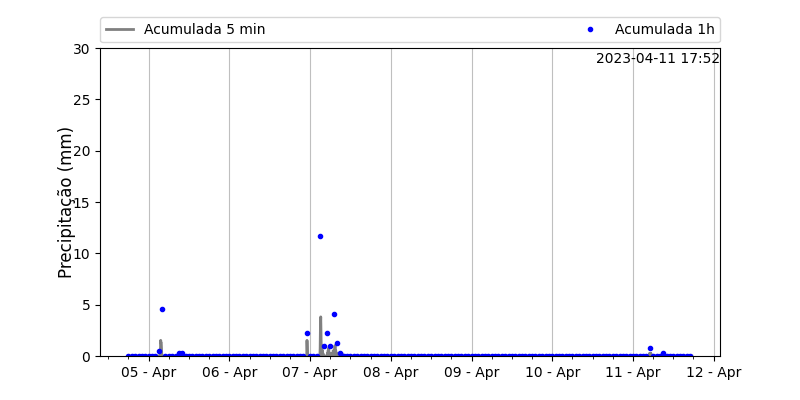 Acumulada 5 min
Acumulada 1h
2023-04-11 17:52
Precipitação (mm)
30
25
20
15
10
5
0
05 - Apr
06 - Apr
07 - Apr
08 - Apr
09 - Apr
10 - Apr
11 - Apr
12 - Apr